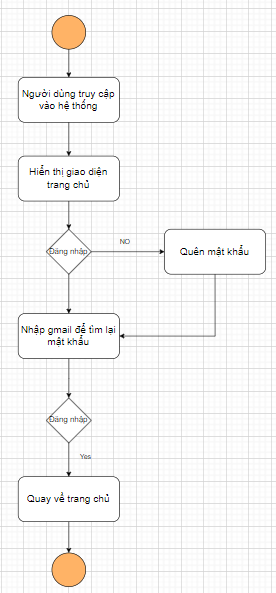 Người dùng truy cập
vào hệ thống
Hiển thị giao diện
trang chủ
Đăng nhập
NO
Quên mật khẩu
Nhập gmail để tìm lại
mật khẩu
Đăng nhập
Yes
Quay về trang chủ